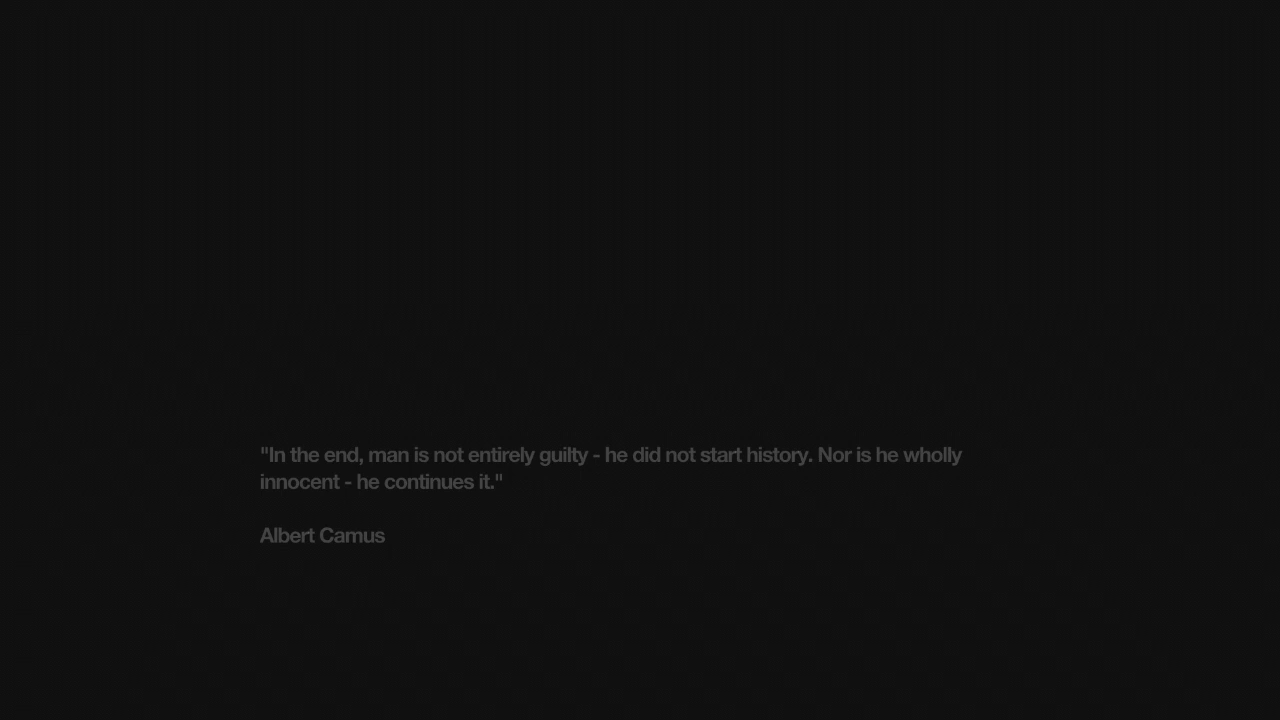 "In the end, man is not entirely guilty - he did not start history. Nor is he wholly
innocent - he continues it."
Albert Camus